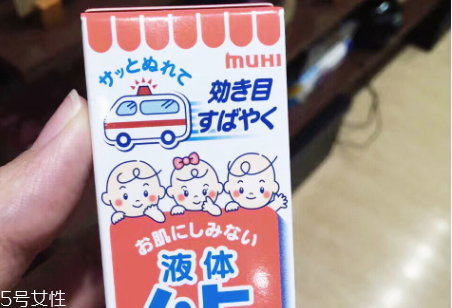 MUHI
サッとぬれて
効き目
すばやく
お肌にしみない
液体
5号女性